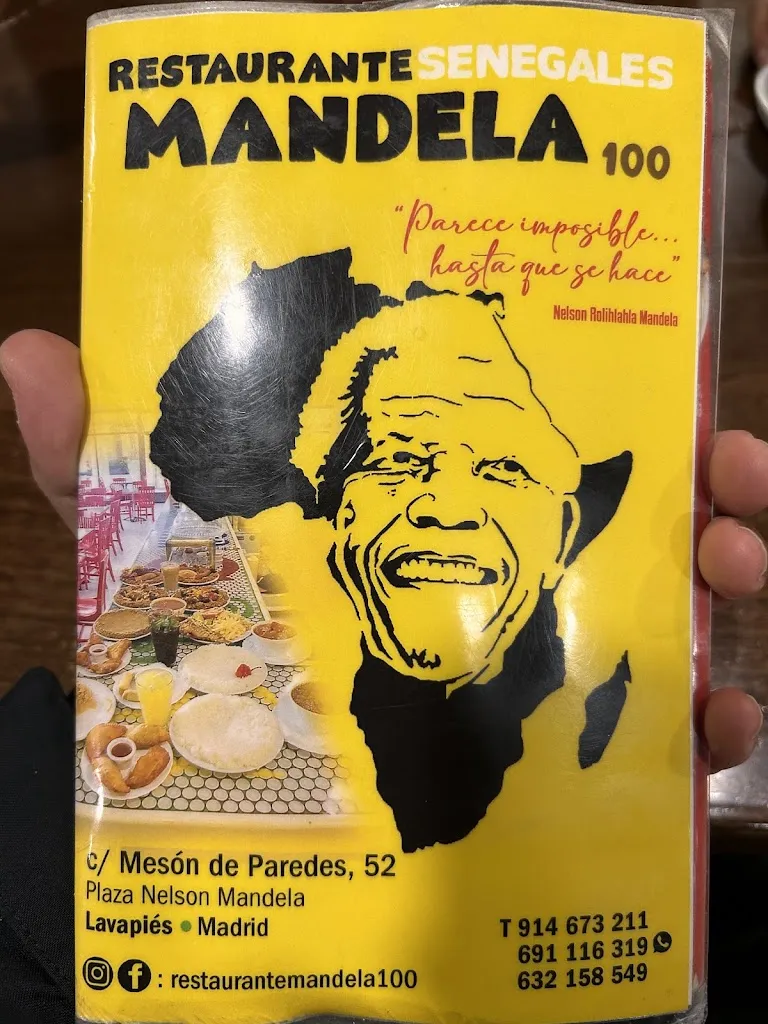 RESTAURANTE SENEGALES
MANDELA 100
"Parece imposible...
hasta que se hace"
Nelson Rolihlahla Mandela
c/ Mesón de Paredes, 52
Plaza Nelson Mandela
Lavapiés • Madrid
: restaurantemandela100
T 914 673 211
691 116 319
632 158 549